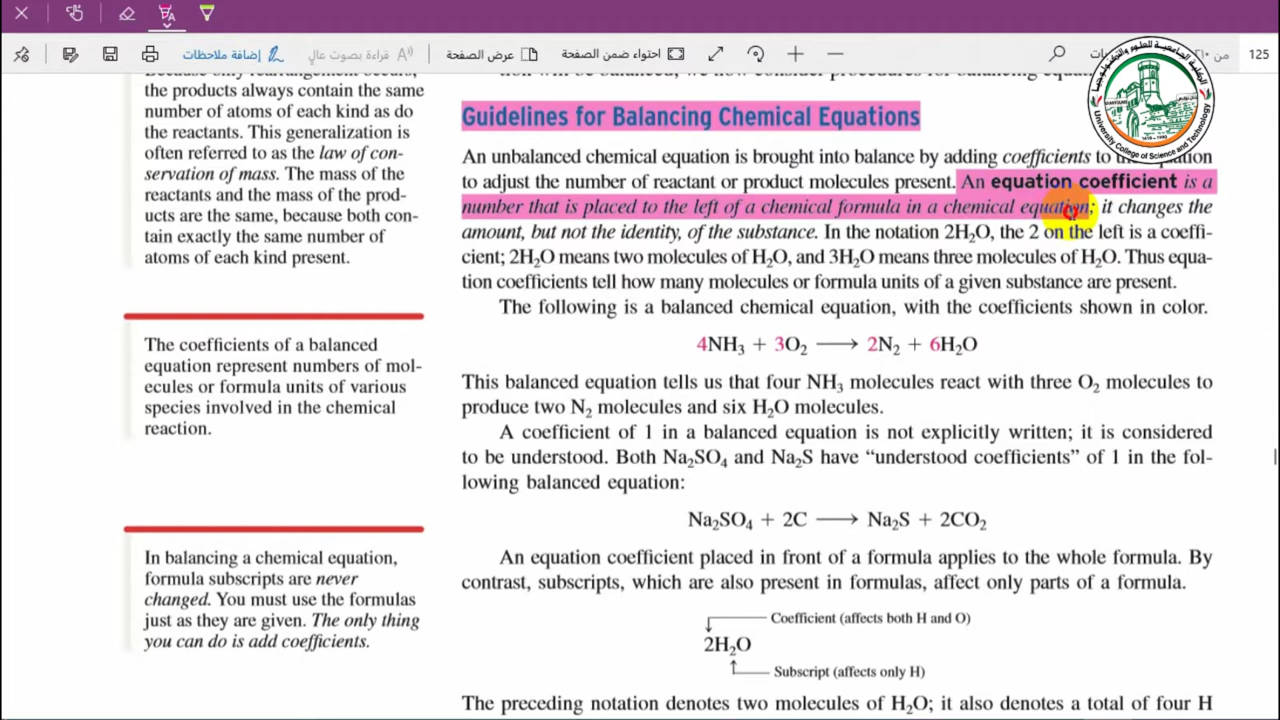 إضافة ملاحظات
قراءة بصوت عالٍ
عرض الصفحة
احتواء ضمن الصفحة
من
125
the products always contain the same
number of atoms of each kind as do
the reactants. This generalization is
often referred to as the law of con-
servation of mass. The mass of the
reactants and the mass of the prod-
ucts are the same, because both con-
tain exactly the same number of
atoms of each kind present.
The coefficients of a balanced
equation represent numbers of mol-
ecules or formula units of various
species involved in the chemical
reaction.
In balancing a chemical equation,
formula subscripts are never
changed. You must use the formulas
just as they are given. The only thing
you can do is add coefficients.
Guidelines for Balancing Chemical Equations
An unbalanced chemical equation is brought into balance by adding coefficients to
to adjust the number of reactant or product molecules present. An equation coefficient is a
number that is placed to the left of a chemical formula in a chemical equation; it changes the
amount, but not the identity, of the substance. In the notation 2H₂O, the 2 on the left is a coeffi-
cient; 2H₂O means two molecules of H₂O, and 3H₂O means three molecules of H₂O. Thus equa-
tion coefficients tell how many molecules or formula units of a given substance are present.
The following is a balanced chemical equation, with the coefficients shown in color.
4NH₃ + 3O₂ ⟶ 2N₂ + 6H₂O
This balanced equation tells us that four NH₃ molecules react with three O₂ molecules to
produce two N₂ molecules and six H₂O molecules.
A coefficient of 1 in a balanced equation is not explicitly written; it is considered
to be understood. Both Na₂SO₄ and Na₂S have “understood coefficients” of 1 in the fol-
lowing balanced equation:
Na₂SO₄ + 2C ⟶ Na₂S + 2CO₂
An equation coefficient placed in front of a formula applies to the whole formula. By
contrast, subscripts, which are also present in formulas, affect only parts of a formula.
Coefficient (affects both H and O)
2H₂O
Subscript (affects only H)
The preceding notation denotes two molecules of H₂O; it also denotes a total of four H
University College of Science and Technology